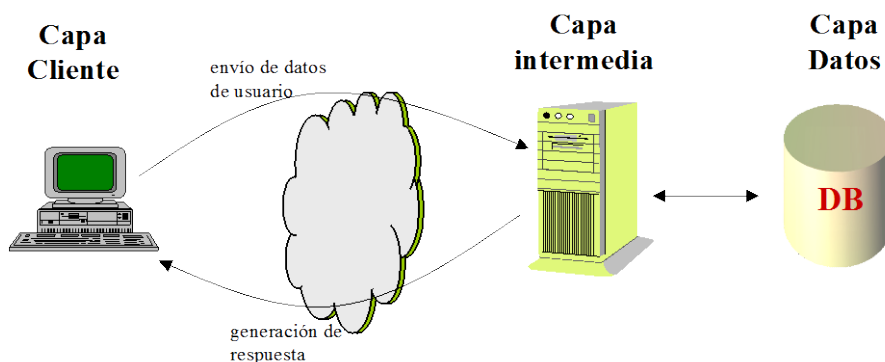 Capa
Cliente
envío de datos
de usuario
Capa
intermedia
Capa
Datos
DB
generación de
respuesta